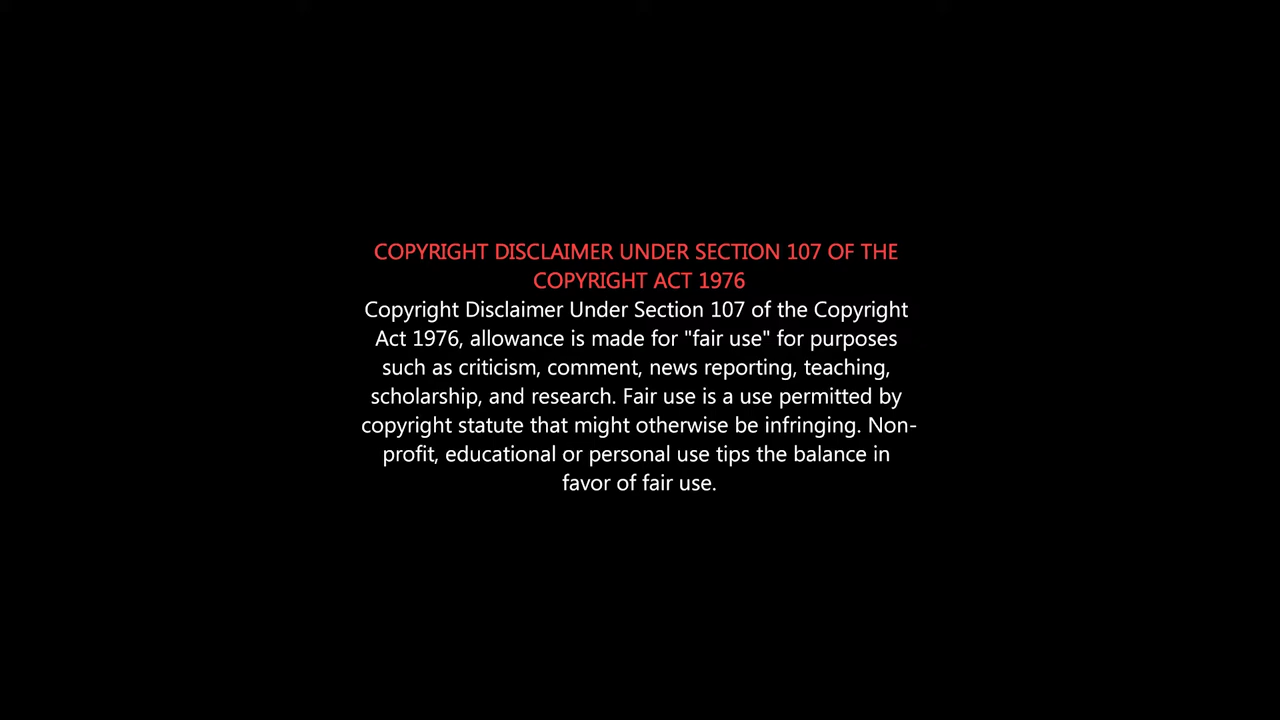 COPYRIGHT DISCLAIMER UNDER SECTION 107 OF THE
COPYRIGHT ACT 1976
Copyright Disclaimer Under Section 107 of the Copyright
Act 1976, allowance is made for "fair use" for purposes
such as criticism, comment, news reporting, teaching,
scholarship, and research. Fair use is a use permitted by
copyright statute that might otherwise be infringing. Non-
profit, educational or personal use tips the balance in
favor of fair use.